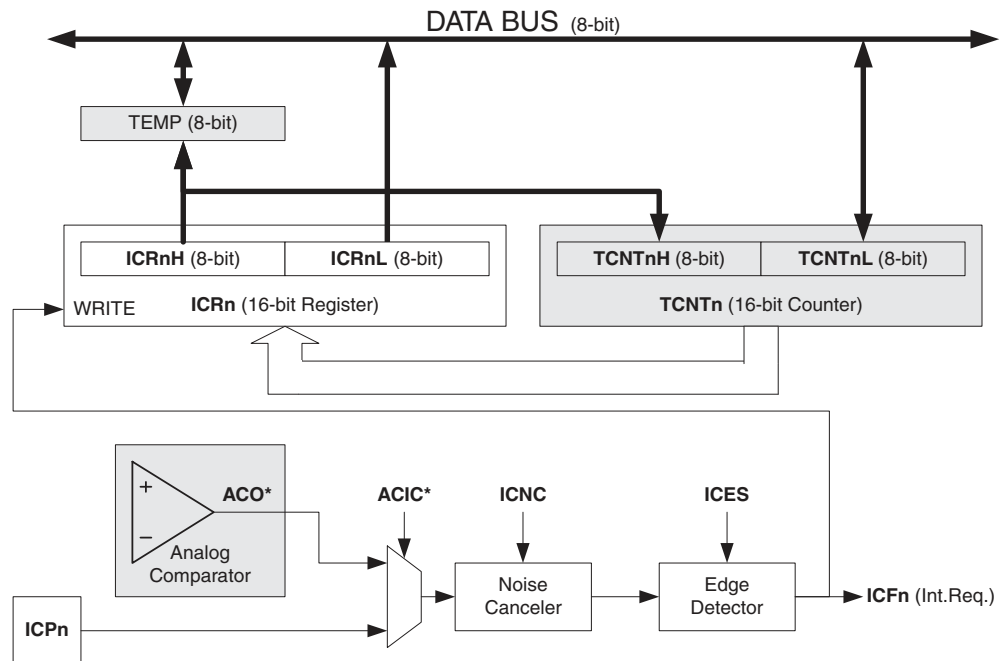 DATA BUS (8-bit)
TEMP (8-bit)
ICRnH (8-bit)
ICRnL (8-bit)
TCNTnH (8-bit)
TCNTnL (8-bit)
WRITE
ICRn (16-bit Register)
TCNTn (16-bit Counter)
+
−
ACO*
Analog
Comparator
ACIC*
ICNC
ICES
Noise
Canceler
Edge
Detector
ICFn (Int.Req.)
ICPn